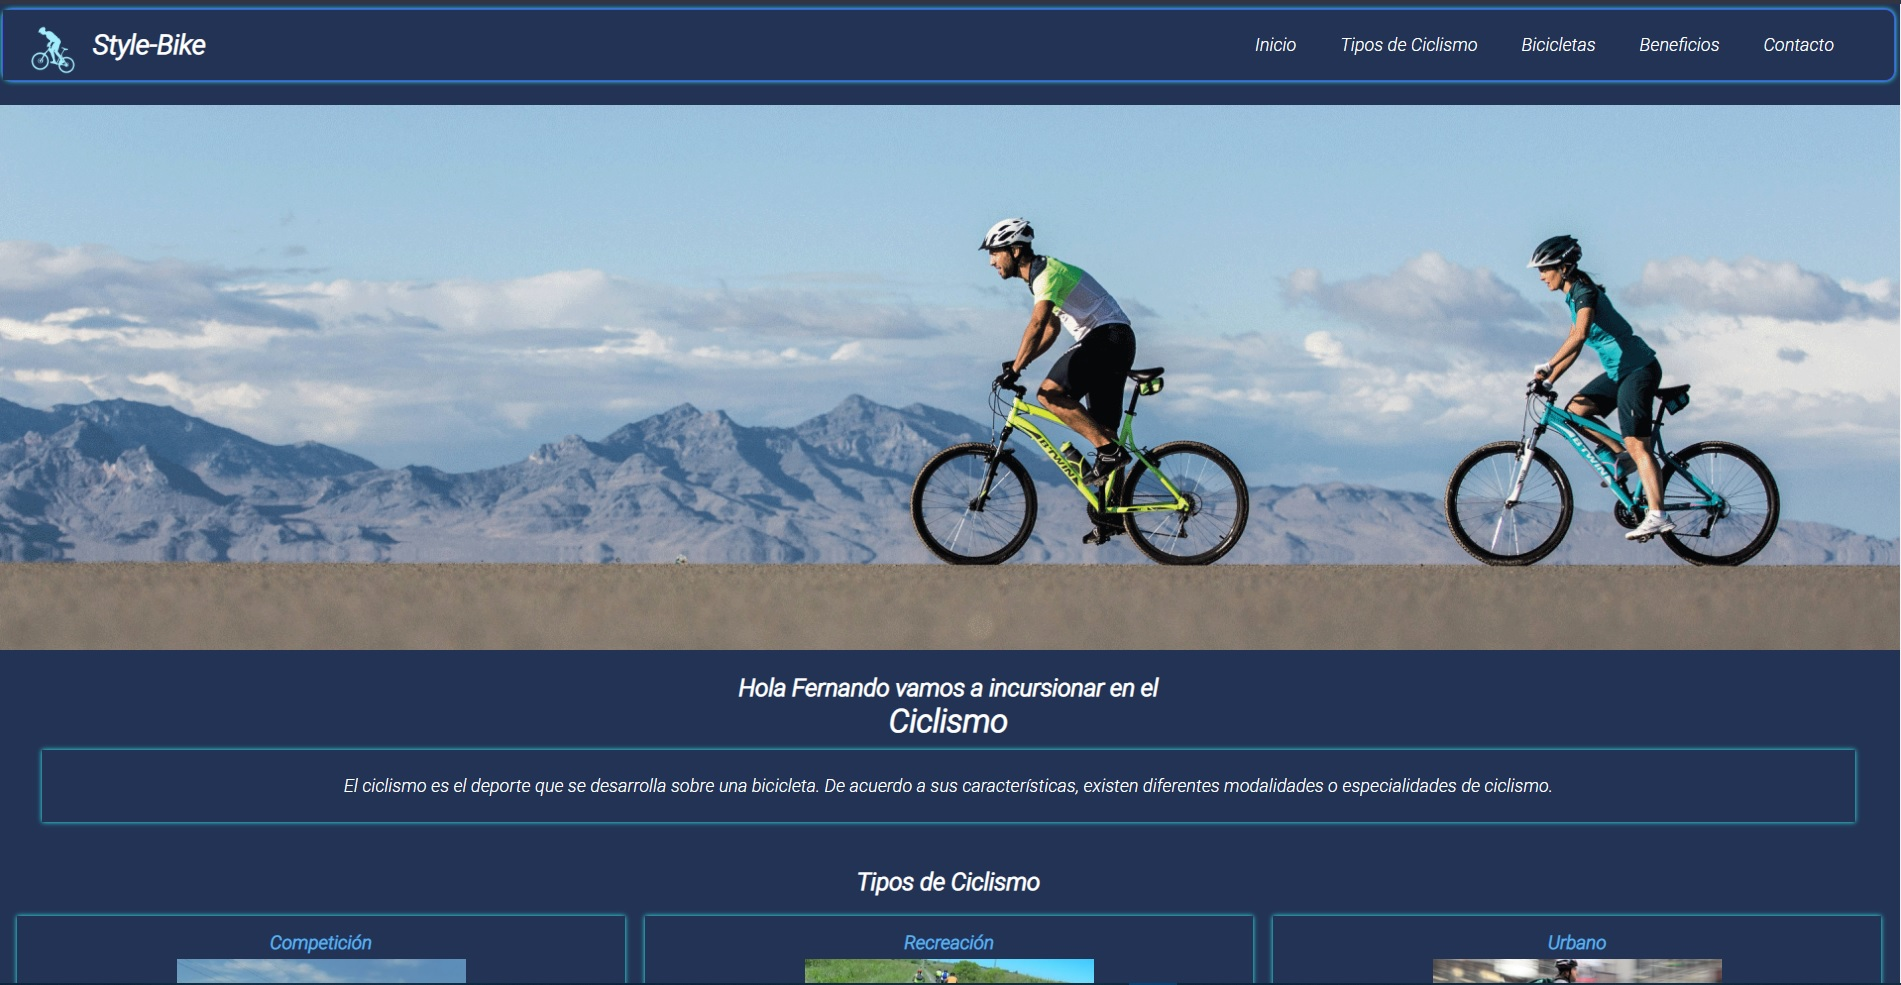 Style-Bike
Inicio Tipos de Ciclismo Bicicletas Beneficios Contacto
BTWIN
BTWIN
Hola Fernando vamos a incursionar en el
Ciclismo
El ciclismo es el deporte que se desarrolla sobre una bicicleta. De acuerdo a sus características, existen diferentes modalidades o especialidades de ciclismo.
Tipos de Ciclismo
Competición
Recreación
Urbano